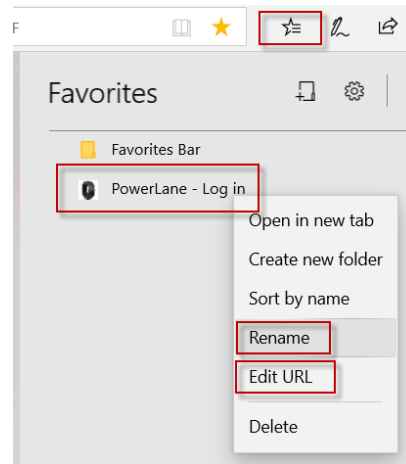 F
Favorites
Favorites Bar
PowerLane - Log in
Open in new tab
Create new folder
Sort by name
Rename
Edit URL
Delete